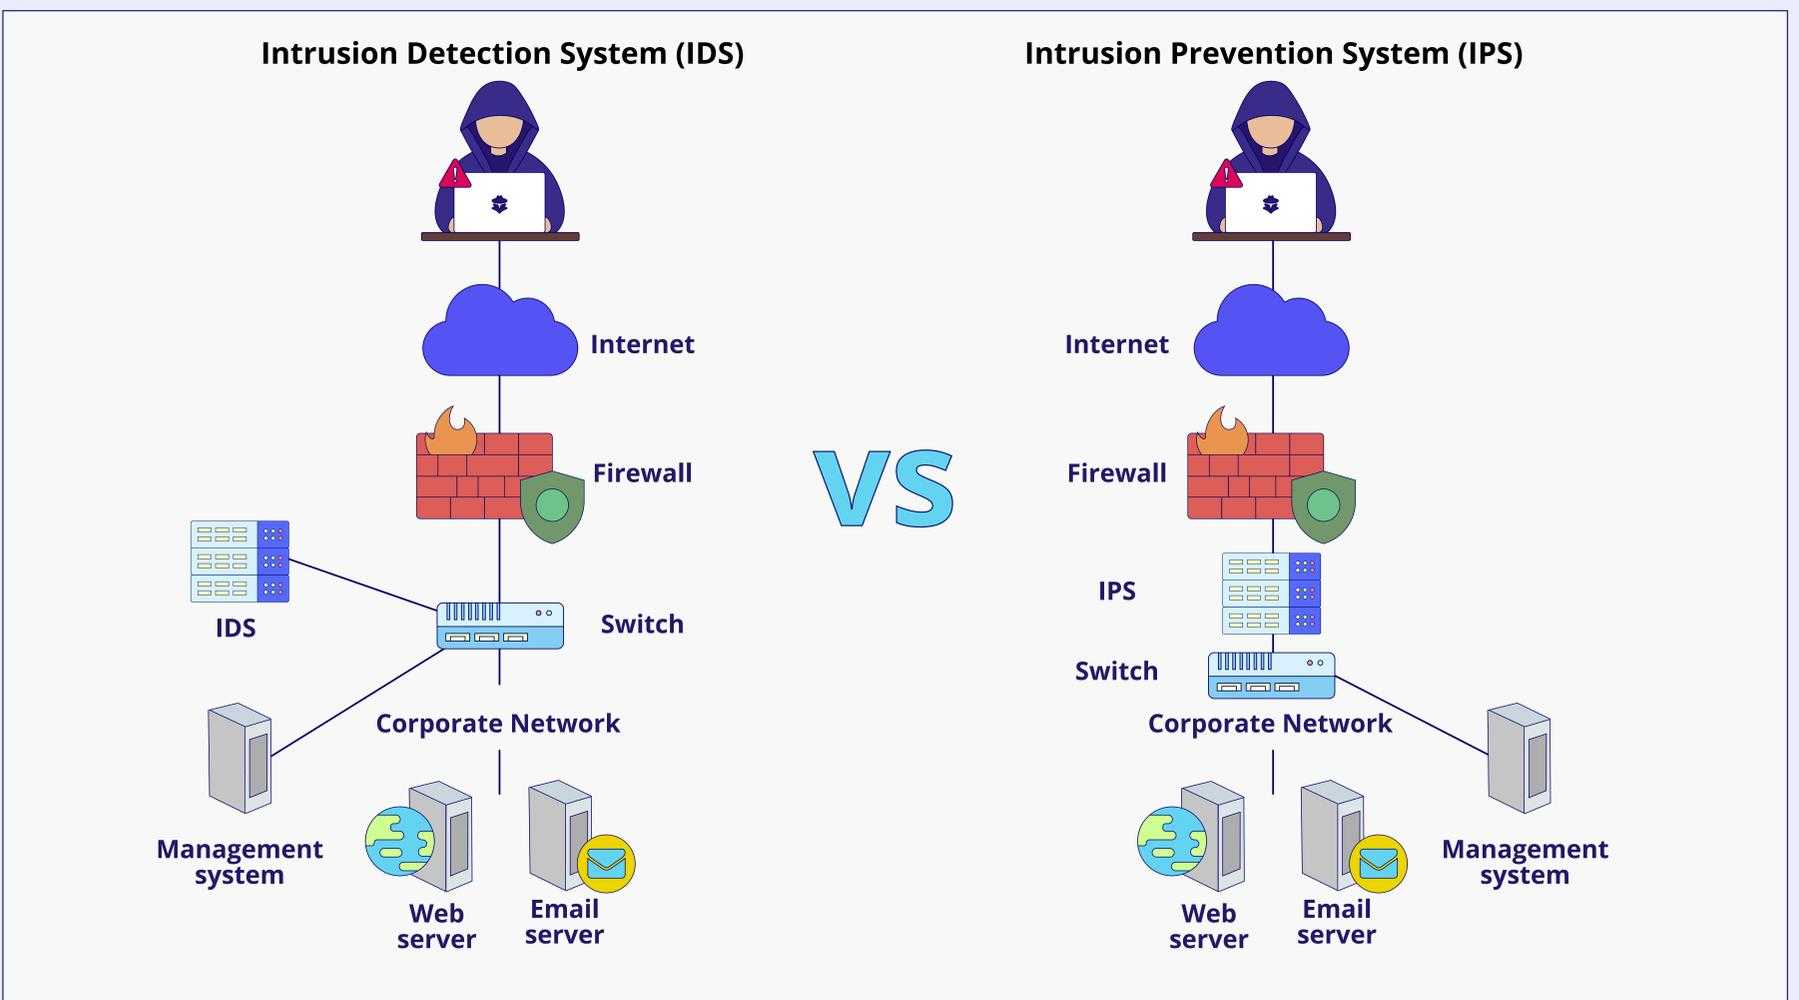 Intrusion Detection System (IDS)
Internet
Firewall
IDS
Switch
Corporate Network
Management
system
Web
server
Email
server
VS
Intrusion Prevention System (IPS)
Internet
Firewall
IPS
Switch
Corporate Network
Management
system
Web
server
Email
server